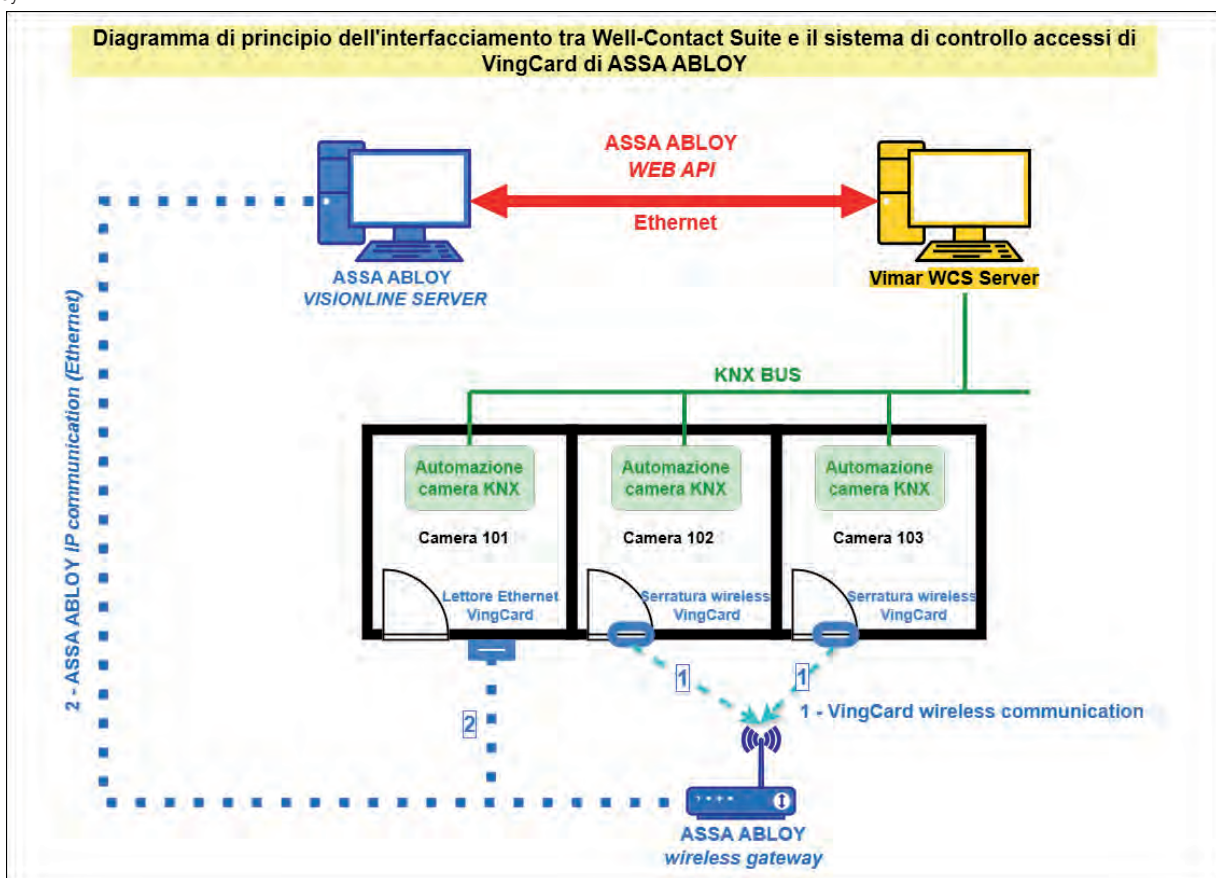 Diagramma di principio dell'interfacciamento tra Well-Contact Suite e il sistema di controllo accessi di
VingCard di ASSA ABLOY
ASSA ABLOY
WEB API
Ethernet
ASSA ABLOY
VISIONLINE SERVER
Vimar WCS Server
2 - ASSA ABLOY IP communication (Ethernet)
KNX BUS
Automazione
camera KNX
Automazione
camera KNX
Automazione
camera KNX
Camera 101
Camera 102
Camera 103
Lettore Ethernet
VingCard
Serratura wireless
VingCard
Serratura wireless
VingCard
1
1
2
1 - VingCard wireless communication
ASSA ABLOY
wireless gateway